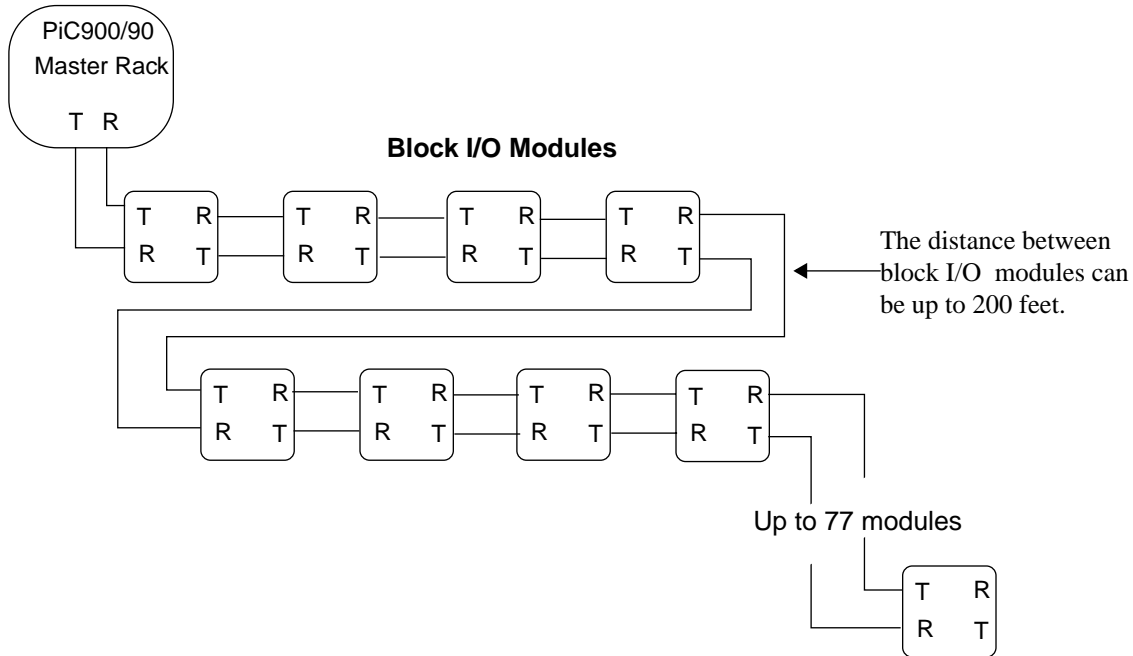 PiC900/90
Master Rack
T R
Block I/O Modules
T R T R T R T R
R T R T R T R T
The distance between
block I/O modules can
be up to 200 feet.
T R T R T R T R
R T R T R T R T
Up to 77 modules
T R
R T